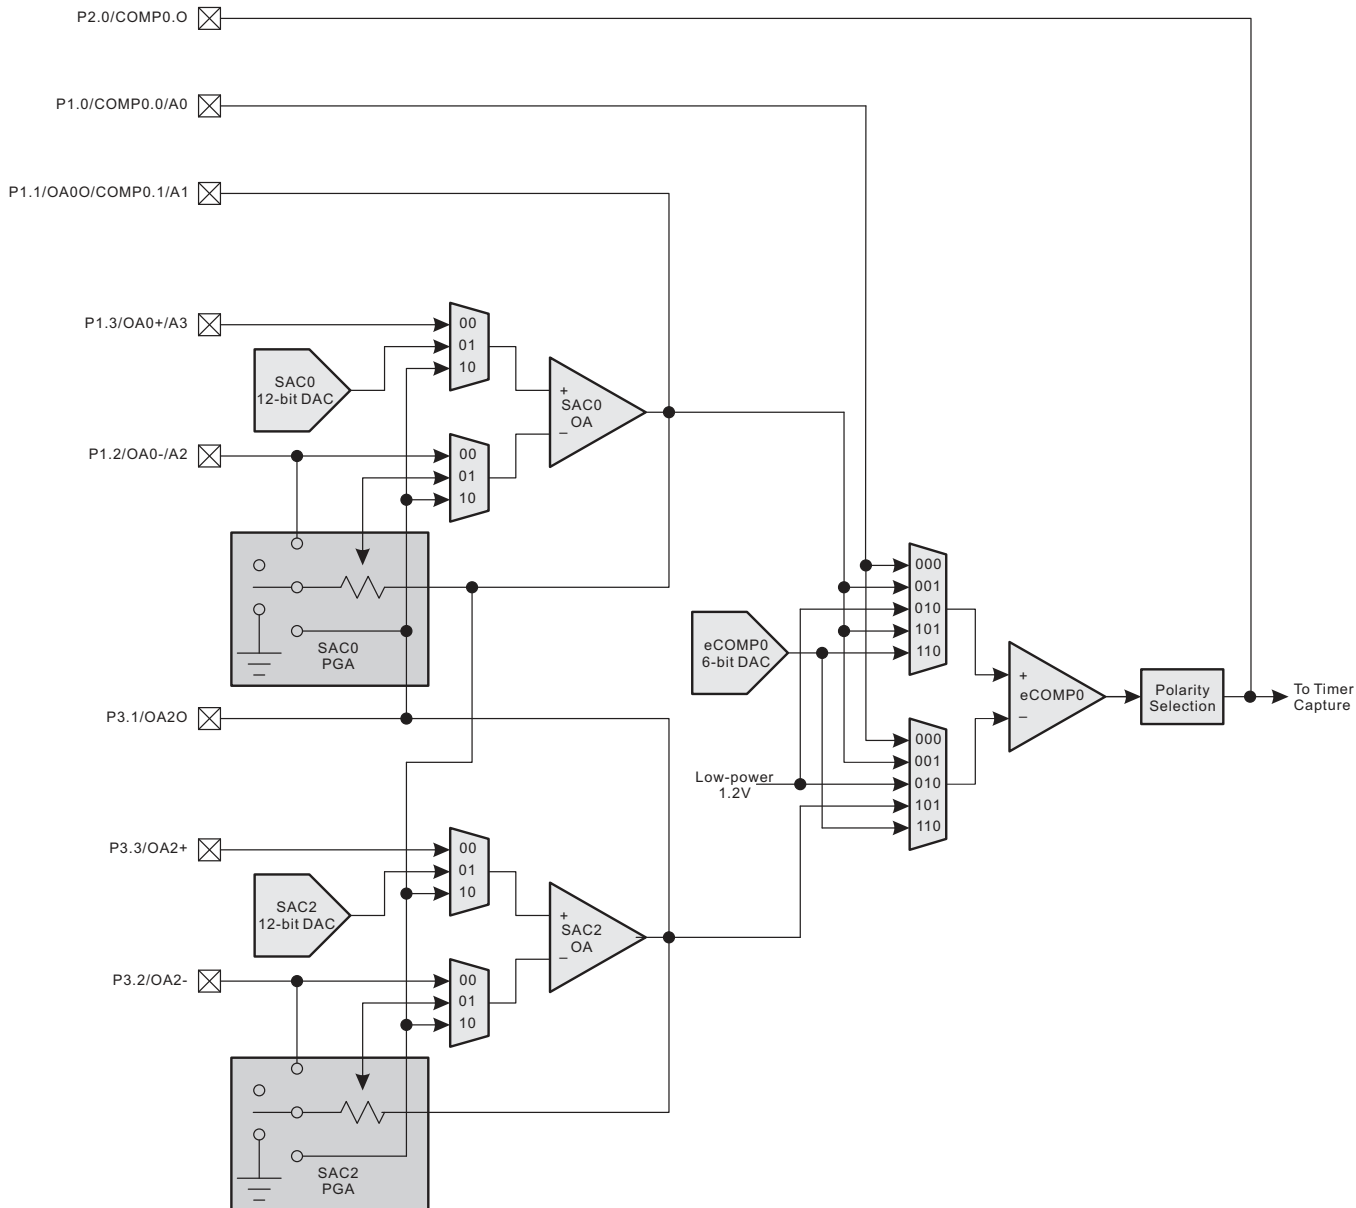 P2.0/COMP0.O
P1.0/COMP0.0/A0
P1.1/OA0O/COMP0.1/A1
P1.3/OA0+/A3
00
01
10
SAC0
12-bit DAC
+
SAC0
OA
–
P1.2/OA0-/A2
00
01
10
SAC0
PGA
000
001
010
101
110
eCOMP0
6-bit DAC
+
eCOMP0
–
Polarity
Selection
To Timer
Capture
P3.1/OA2O
000
001
010
101
110
Low-power
1.2V
P3.3/OA2+
00
01
10
SAC2
12-bit DAC
+
SAC2
OA
–
P3.2/OA2-
00
01
10
SAC2
PGA